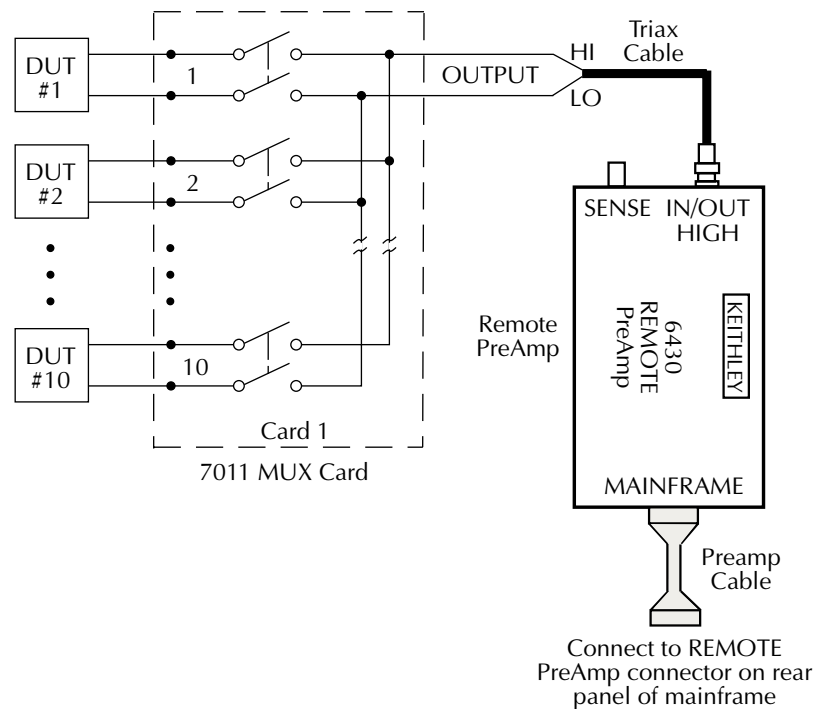 DUT
#1
1
OUTPUT
HI
LO
Triax
Cable
DUT
#2
2
SENSE
IN/OUT
HIGH
DUT
#10
10
Card 1
7011 MUX Card
Remote
PreAmp
6430
REMOTE
PreAmp
KEITHLEY
MAINFRAME
Preamp
Cable
Connect to REMOTE
PreAmp connector on rear
panel of mainframe